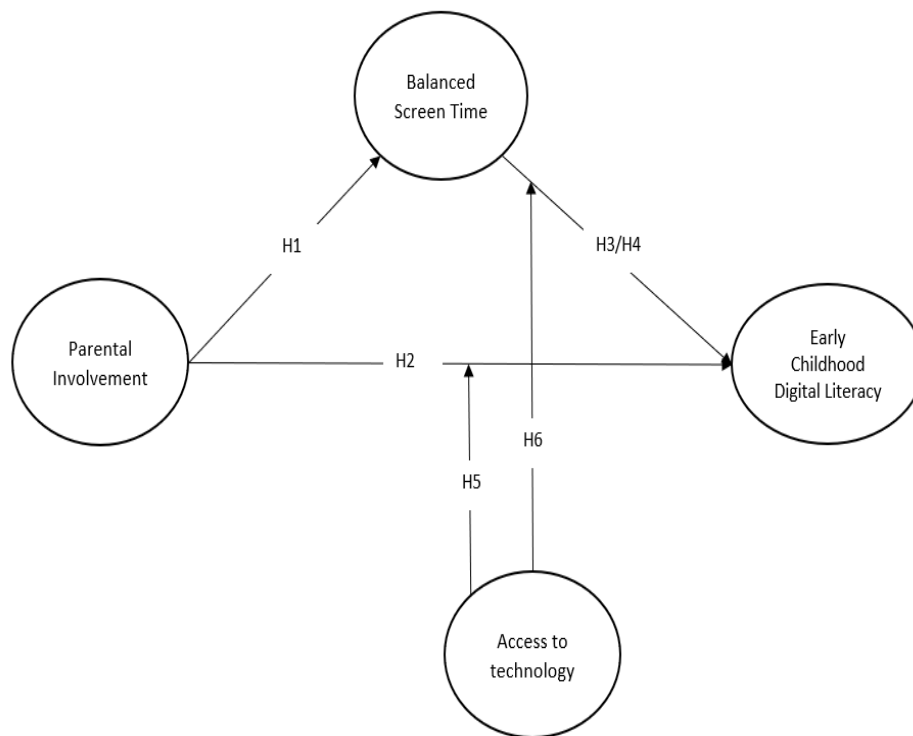 Balanced
Screen Time
H1
H3/H4
Parental
Involvement
H2
Early
Childhood
Digital Literacy
H6
H5
Access to
technology